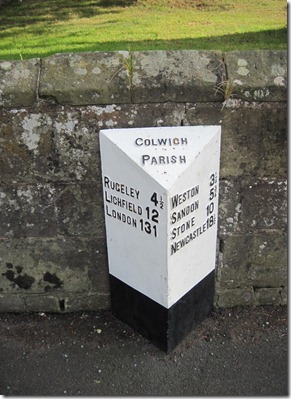 COLWICH
PARISH
RUGELEY 4½
LICHFIELD 12
LONDON 131
WESTON 3
SANDON 5
STONE 10
NEWCASTLE 18